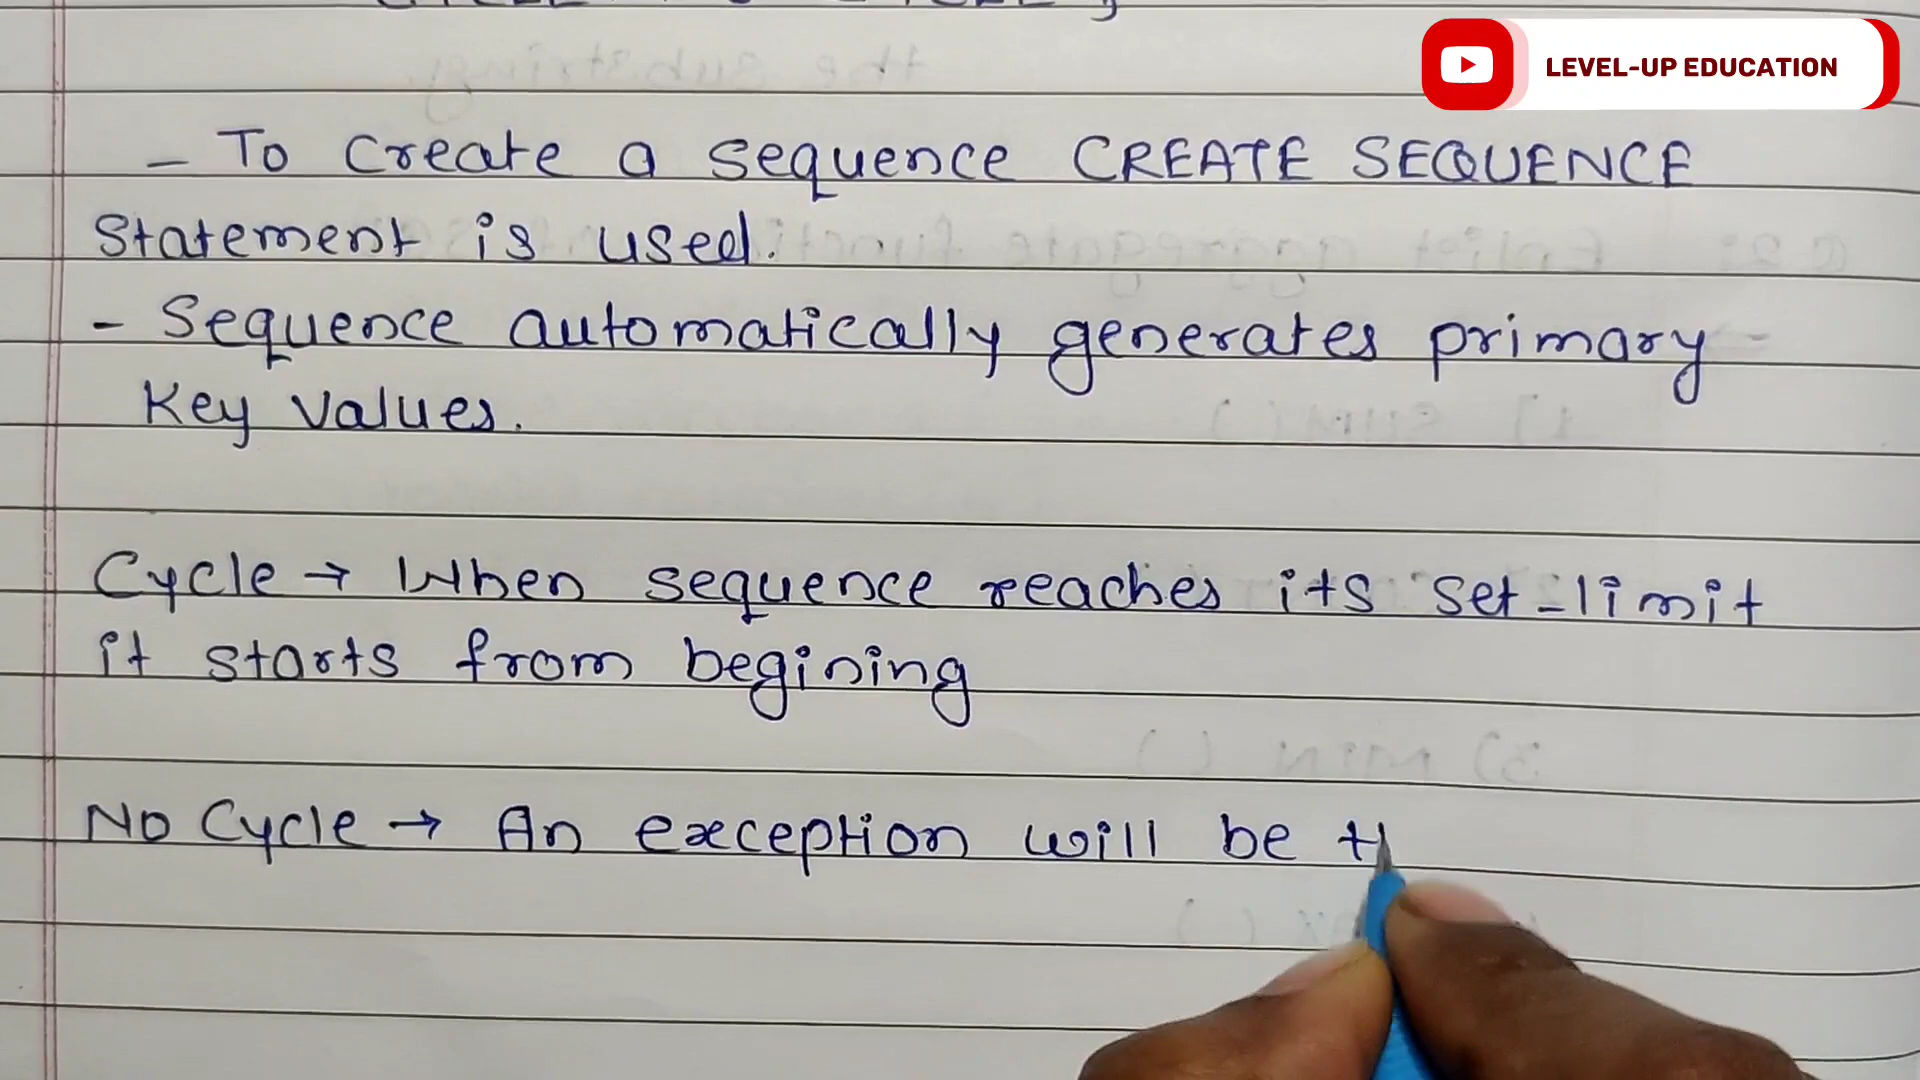 LEVEL-UP EDUCATION
- To create a sequence CREATE SEQUENCE
Statement is used.
- Sequence automatically generates primary
Key values.
Cycle → When sequence reaches its set-limit
it starts from begining
No Cycle → An exception will be